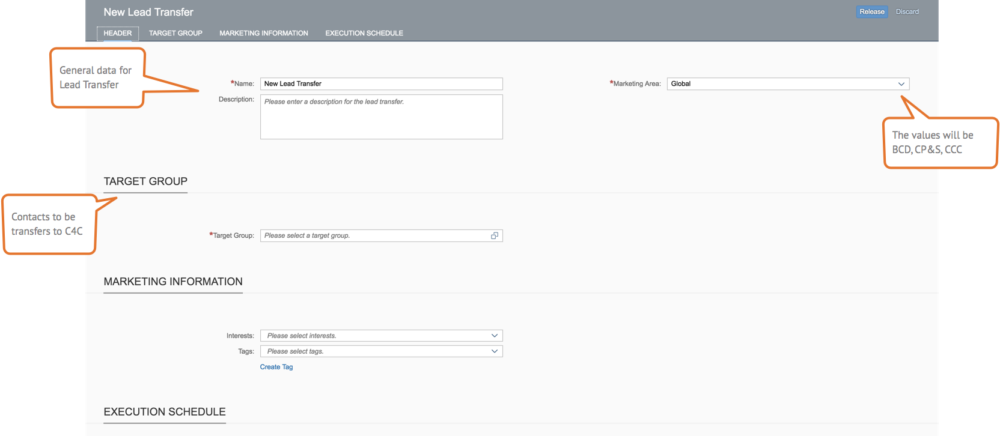 New Lead Transfer
Release
Discard
HEADER
TARGET GROUP
MARKETING INFORMATION
EXECUTION SCHEDULE
General data for
Lead Transfer
*Name:
New Lead Transfer
*Marketing Area:
Global
Description:
Please enter a description for the lead transfer.
The values will be
BCD, CP&S, CCC
TARGET GROUP
Contacts to be
transfers to C4C
*Target Group:
Please select a target group.
MARKETING INFORMATION
Interests:
Please select interests.
Tags:
Please select tags.
Create Tag
EXECUTION SCHEDULE